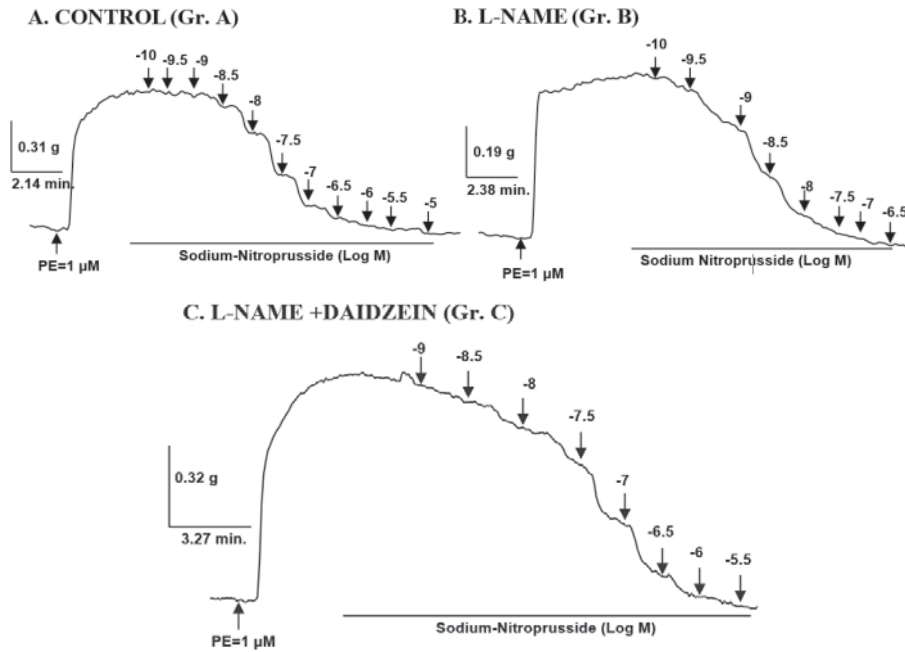 A. CONTROL (Gr. A)
-10
-9.5
-9
-8.5
-8
-7.5
-7
-6.5
-6
-5.5
-5
0.31 g
2.14 min.
PE=1 µM
Sodium-Nitroprusside (Log M)
B. L-NAME (Gr. B)
-10
-9.5
-9
-8.5
-8
-7.5
-7
-6.5
0.19 g
2.38 min.
PE=1 µM
Sodium Nitroprusside (Log M)
C. L-NAME +DAIDZEIN (Gr. C)
-9
-8.5
-8
-7.5
-7
-6.5
-6
-5.5
0.32 g
3.27 min.
PE=1 µM
Sodium-Nitroprusside (Log M)